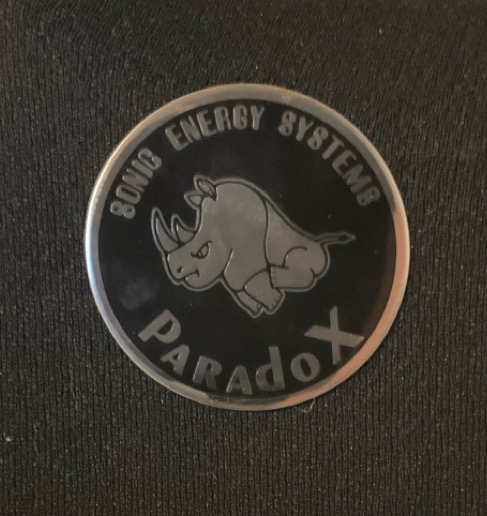 SONIC ENERGY SYSTEMS
PARAdoX